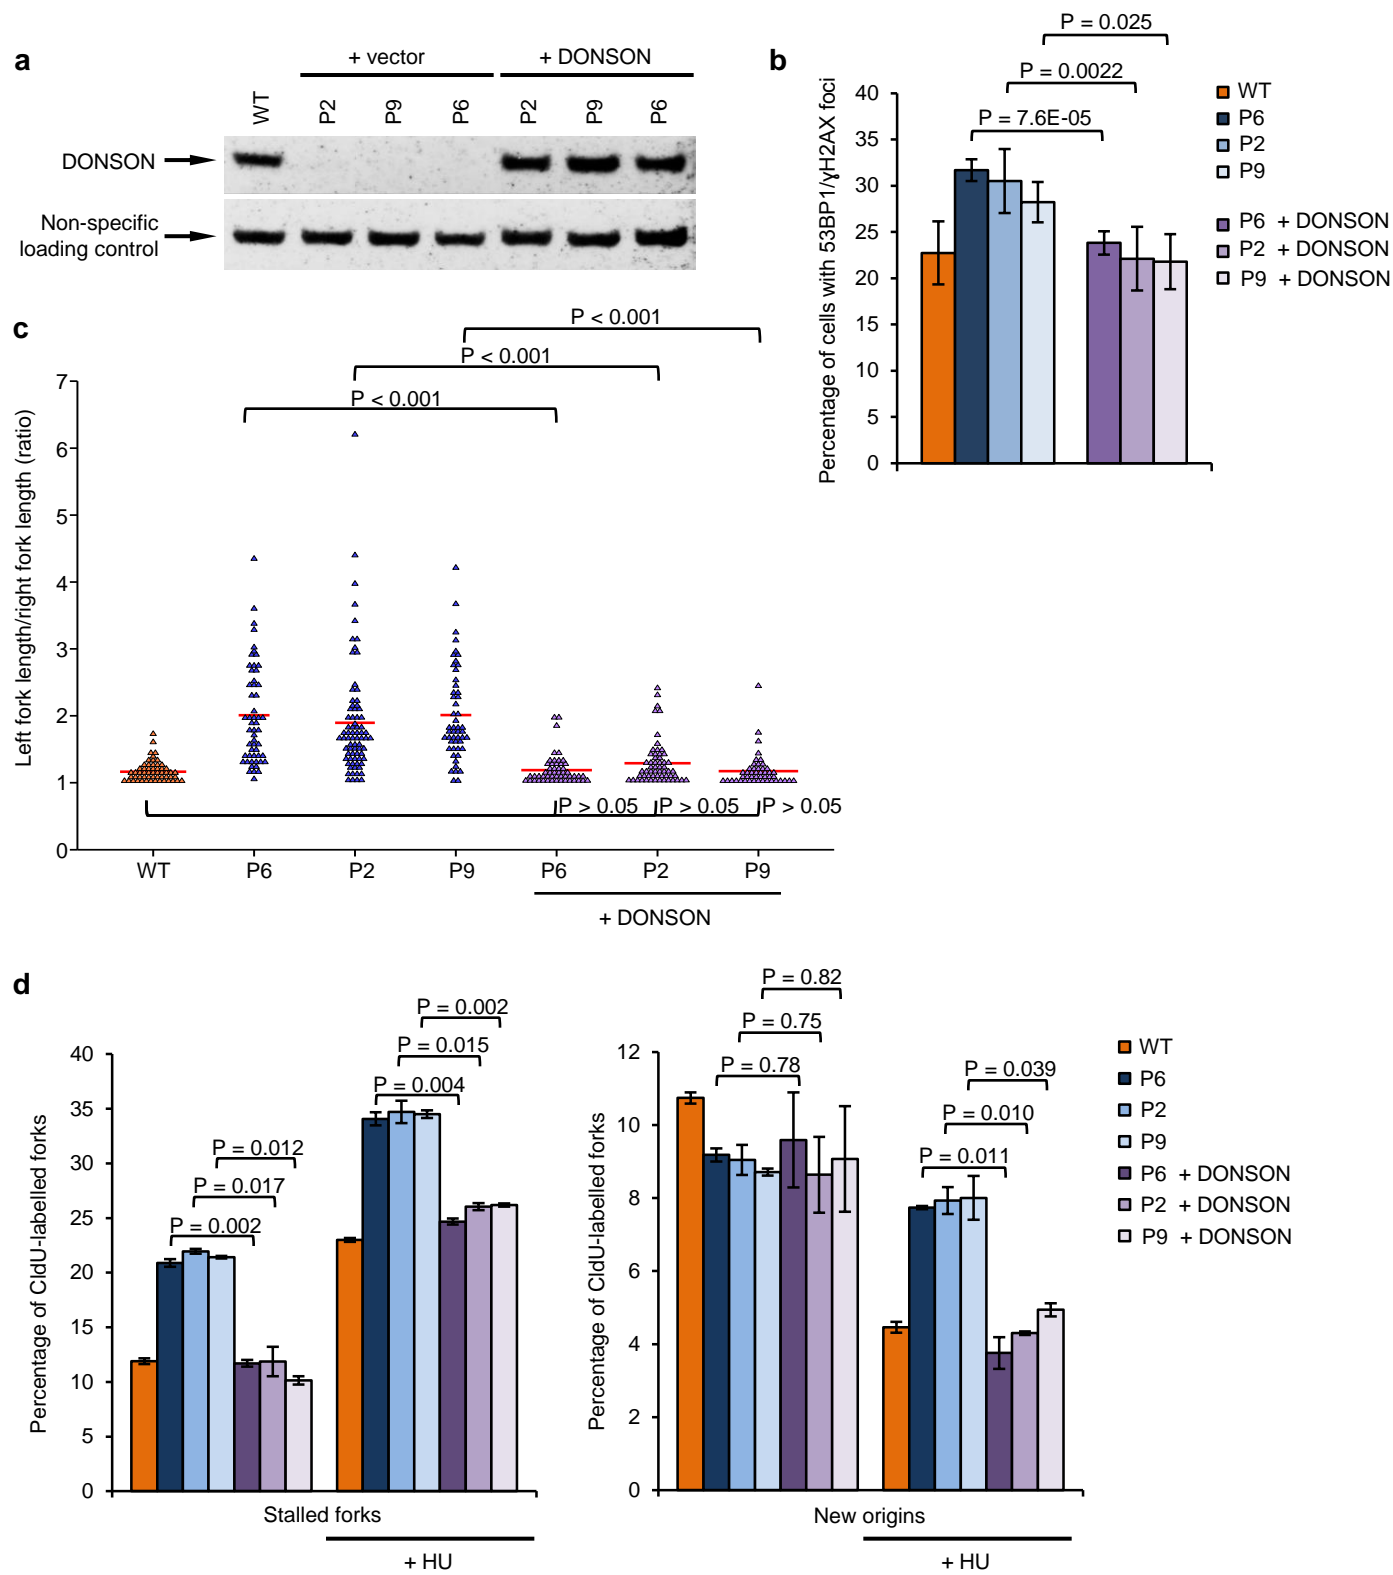 a
+ vector
+ DONSON
WT
P2
P9
P6
P2
P9
P6
DONSON
Non-specific
loading control
b
P = 0.025
P = 0.0022
P = 7.6E-05
Percentage of cells with 53BP1/γH2AX foci
40
35
30
25
20
15
10
5
0
WT
P6
P2
P9
P6 + DONSON
P2 + DONSON
P9 + DONSON
c
P < 0.001
P < 0.001
P < 0.001
Left fork length/right fork length (ratio)
7
6
5
4
3
2
1
0
P > 0.05
P > 0.05
P > 0.05
WT
P6
P2
P9
P6
P2
P9
+ DONSON
d
Percentage of CldU-labelled forks
40
35
30
25
20
15
10
5
0
P = 0.002
P = 0.017
P = 0.012
P = 0.004
P = 0.015
P = 0.002
Stalled forks
+ HU
Percentage of CldU-labelled forks
12
10
8
6
4
2
0
P = 0.78
P = 0.75
P = 0.82
P = 0.011
P = 0.010
P = 0.039
New origins
+ HU
WT
P6
P2
P9
P6 + DONSON
P2 + DONSON
P9 + DONSON